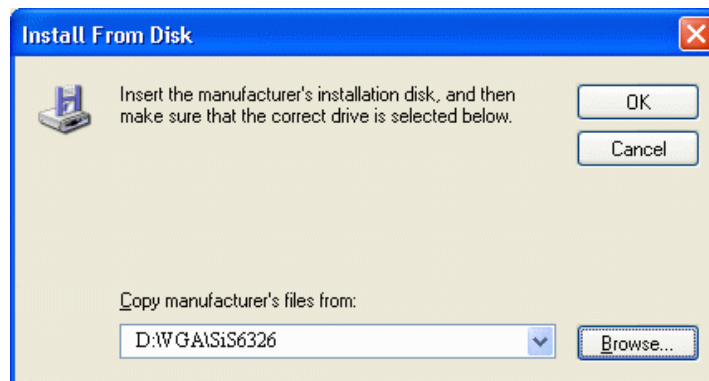 Install From Disk
Insert the manufacturer's installation disk, and then
make sure that the correct drive is selected below.
OK
Cancel
Copy manufacturer's files from:
D:\VGA\SiS6326
Browse...